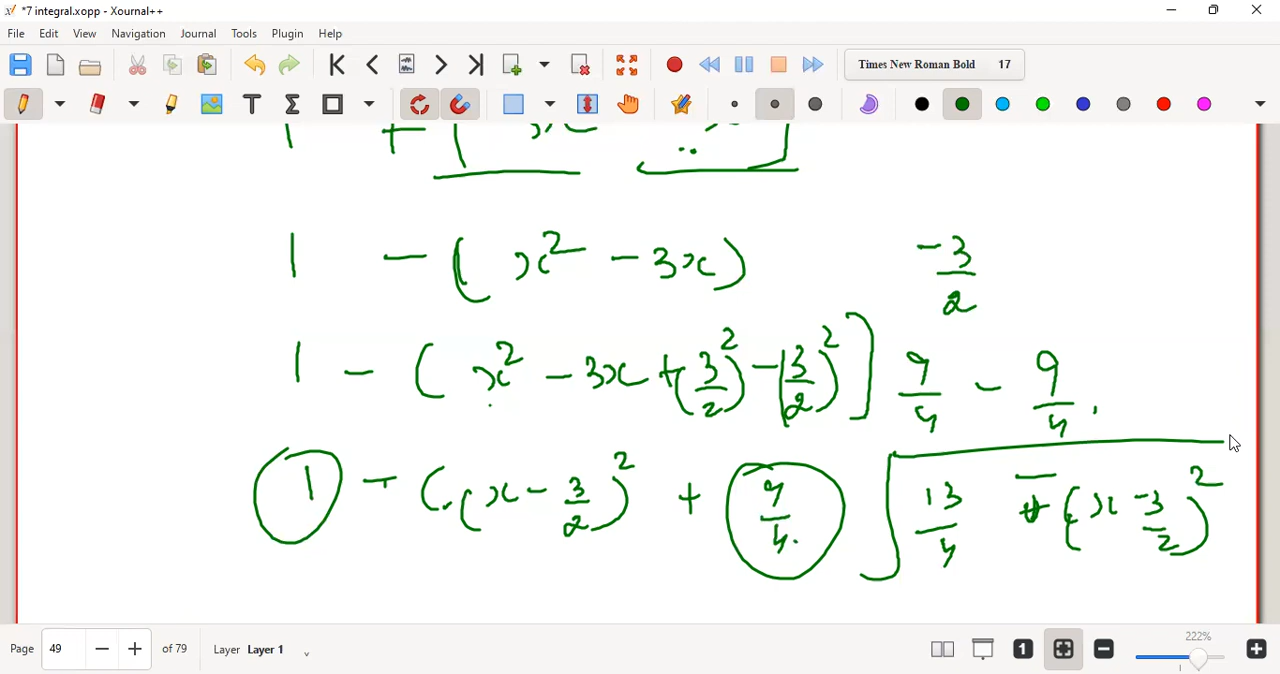 *7 integral.xopp - Xournal++
File Edit View Navigation Journal Tools Plugin Help
Times New Roman Bold 17
1 - ( x² - 3x ) -3/2
1 - ( x² - 3x + (3/2)² - (3/2)² ] 9/4 - 9/4 .
1 - ( (x - 3/2)² + 9/4 √ 13/4 - (x - 3/2)²
Page 49 of 79 Layer Layer 1 222%